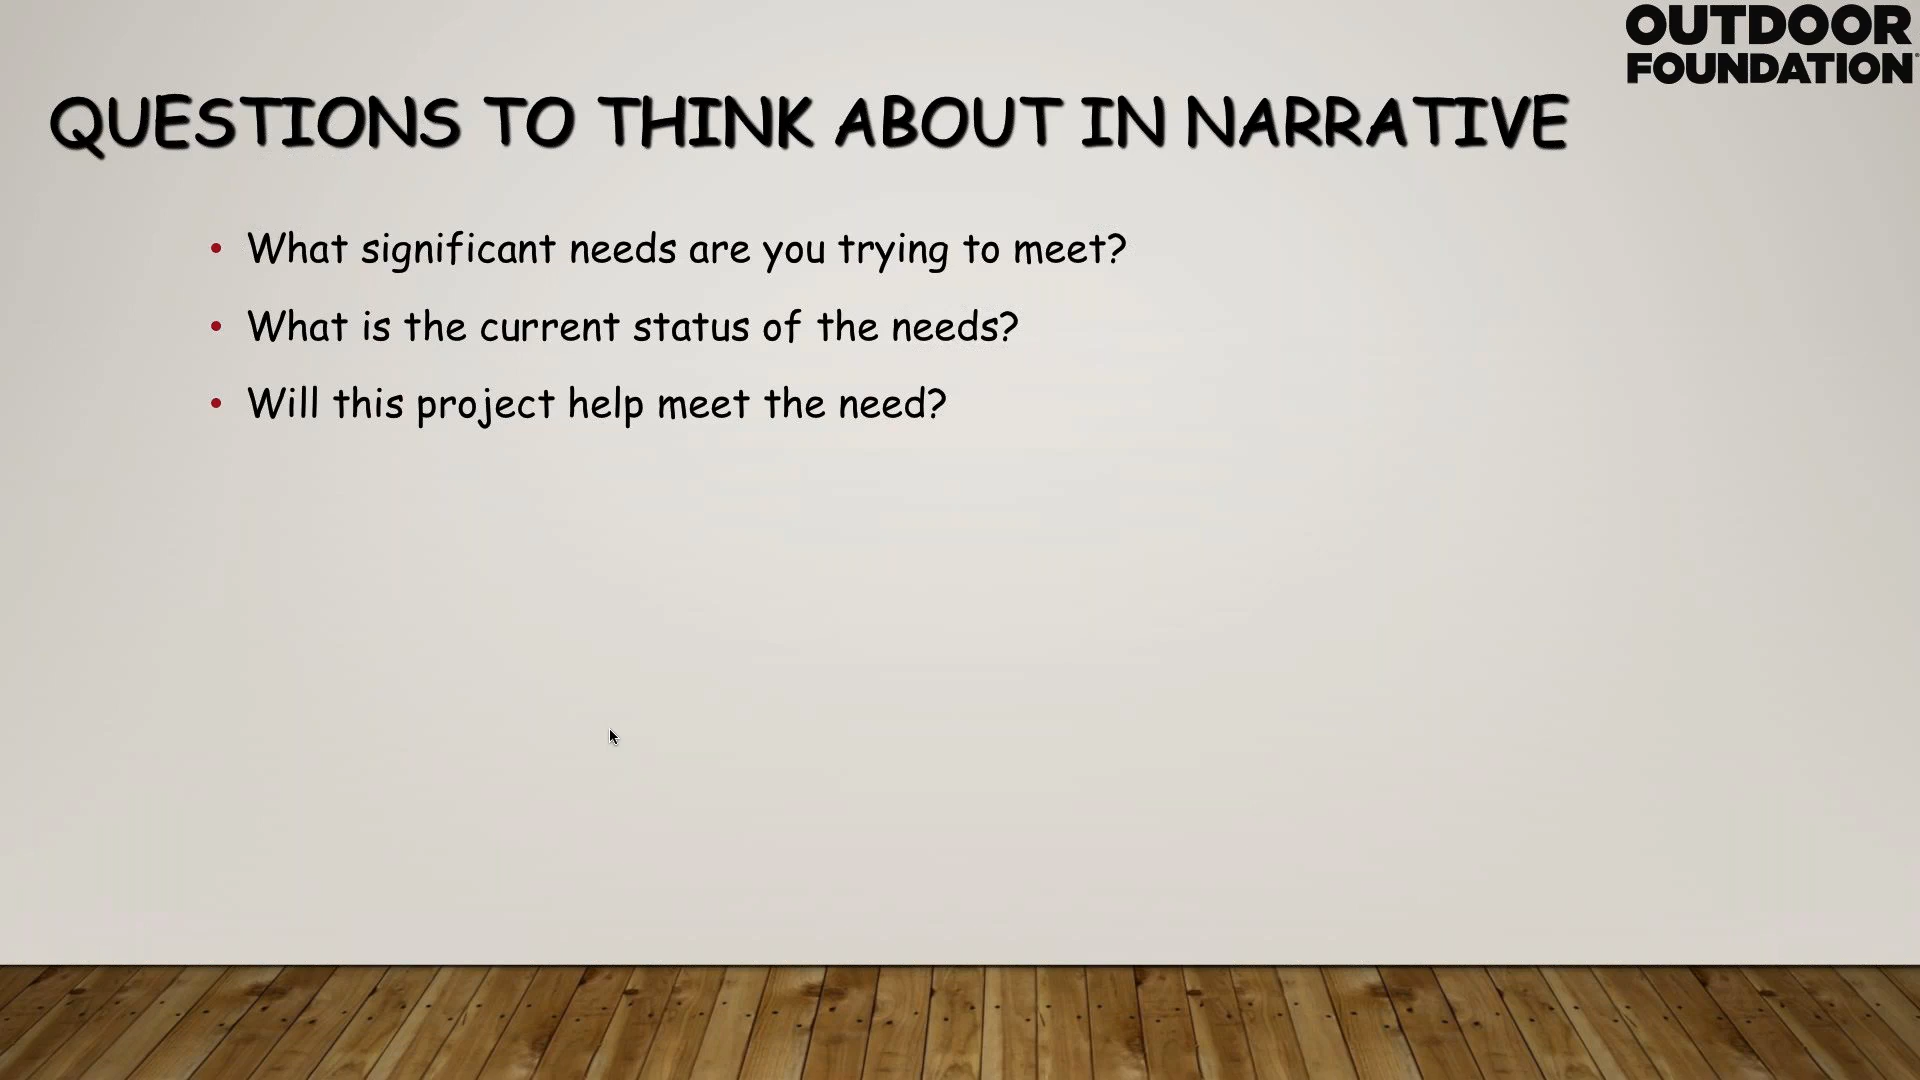 OUTDOOR
FOUNDATION
QUESTIONS TO THINK ABOUT IN NARRATIVE
• What significant needs are you trying to meet?
• What is the current status of the needs?
• Will this project help meet the need?